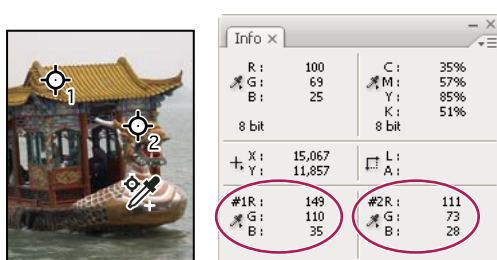 1
2
Info ×
R: 100
G: 69
B: 25
8 bit
C: 35%
M: 57%
Y: 85%
K: 51%
8 bit
X: 15,067
Y: 11,857
L:
A:
#1R: 149
G: 110
B: 35
#2R: 111
G: 73
B: 28